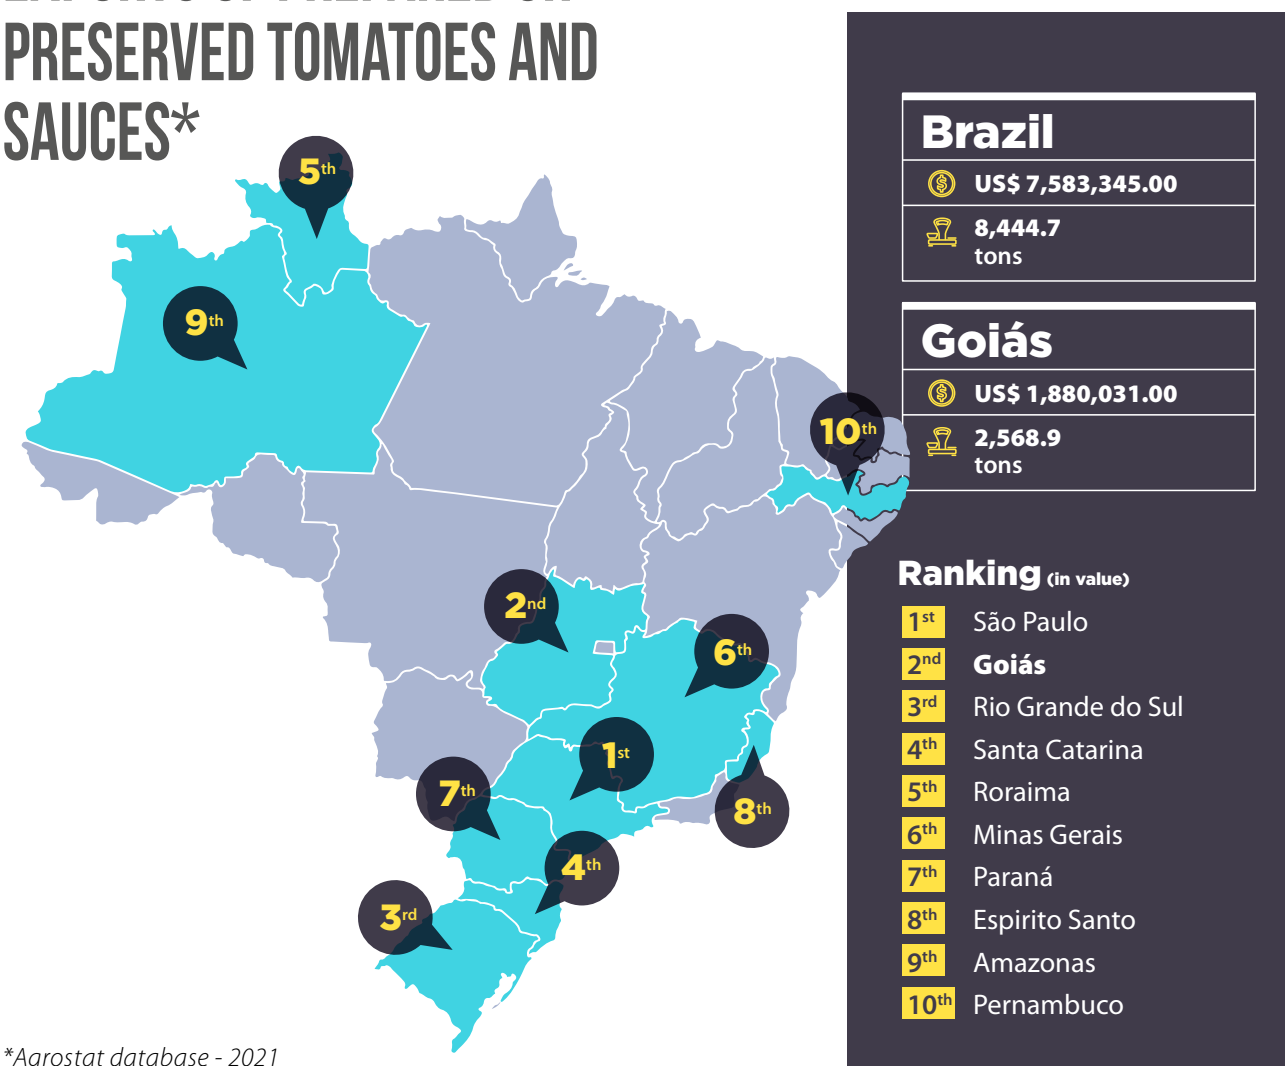 PRESERVED TOMATOES AND
SAUCES*
5th
9th
10th
2nd
6th
1st
7th
8th
4th
3rd
Brazil
US$ 7,583,345.00
8,444.7
tons
Goiás
US$ 1,880,031.00
2,568.9
tons
Ranking (in value)
1st São Paulo
2nd Goiás
3rd Rio Grande do Sul
4th Santa Catarina
5th Roraima
6th Minas Gerais
7th Paraná
8th Espirito Santo
9th Amazonas
10th Pernambuco
*Aarostat database - 2021